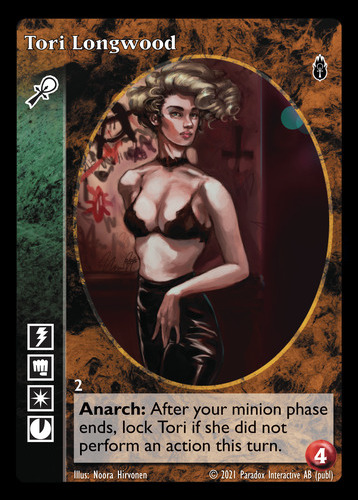 Tori Longwood
2
Anarch: After your minion phase
ends, lock Tori if she did not
perform an action this turn.
4
Illus: Noora Hirvonen © 2021 Paradox Interactive AB (publ)